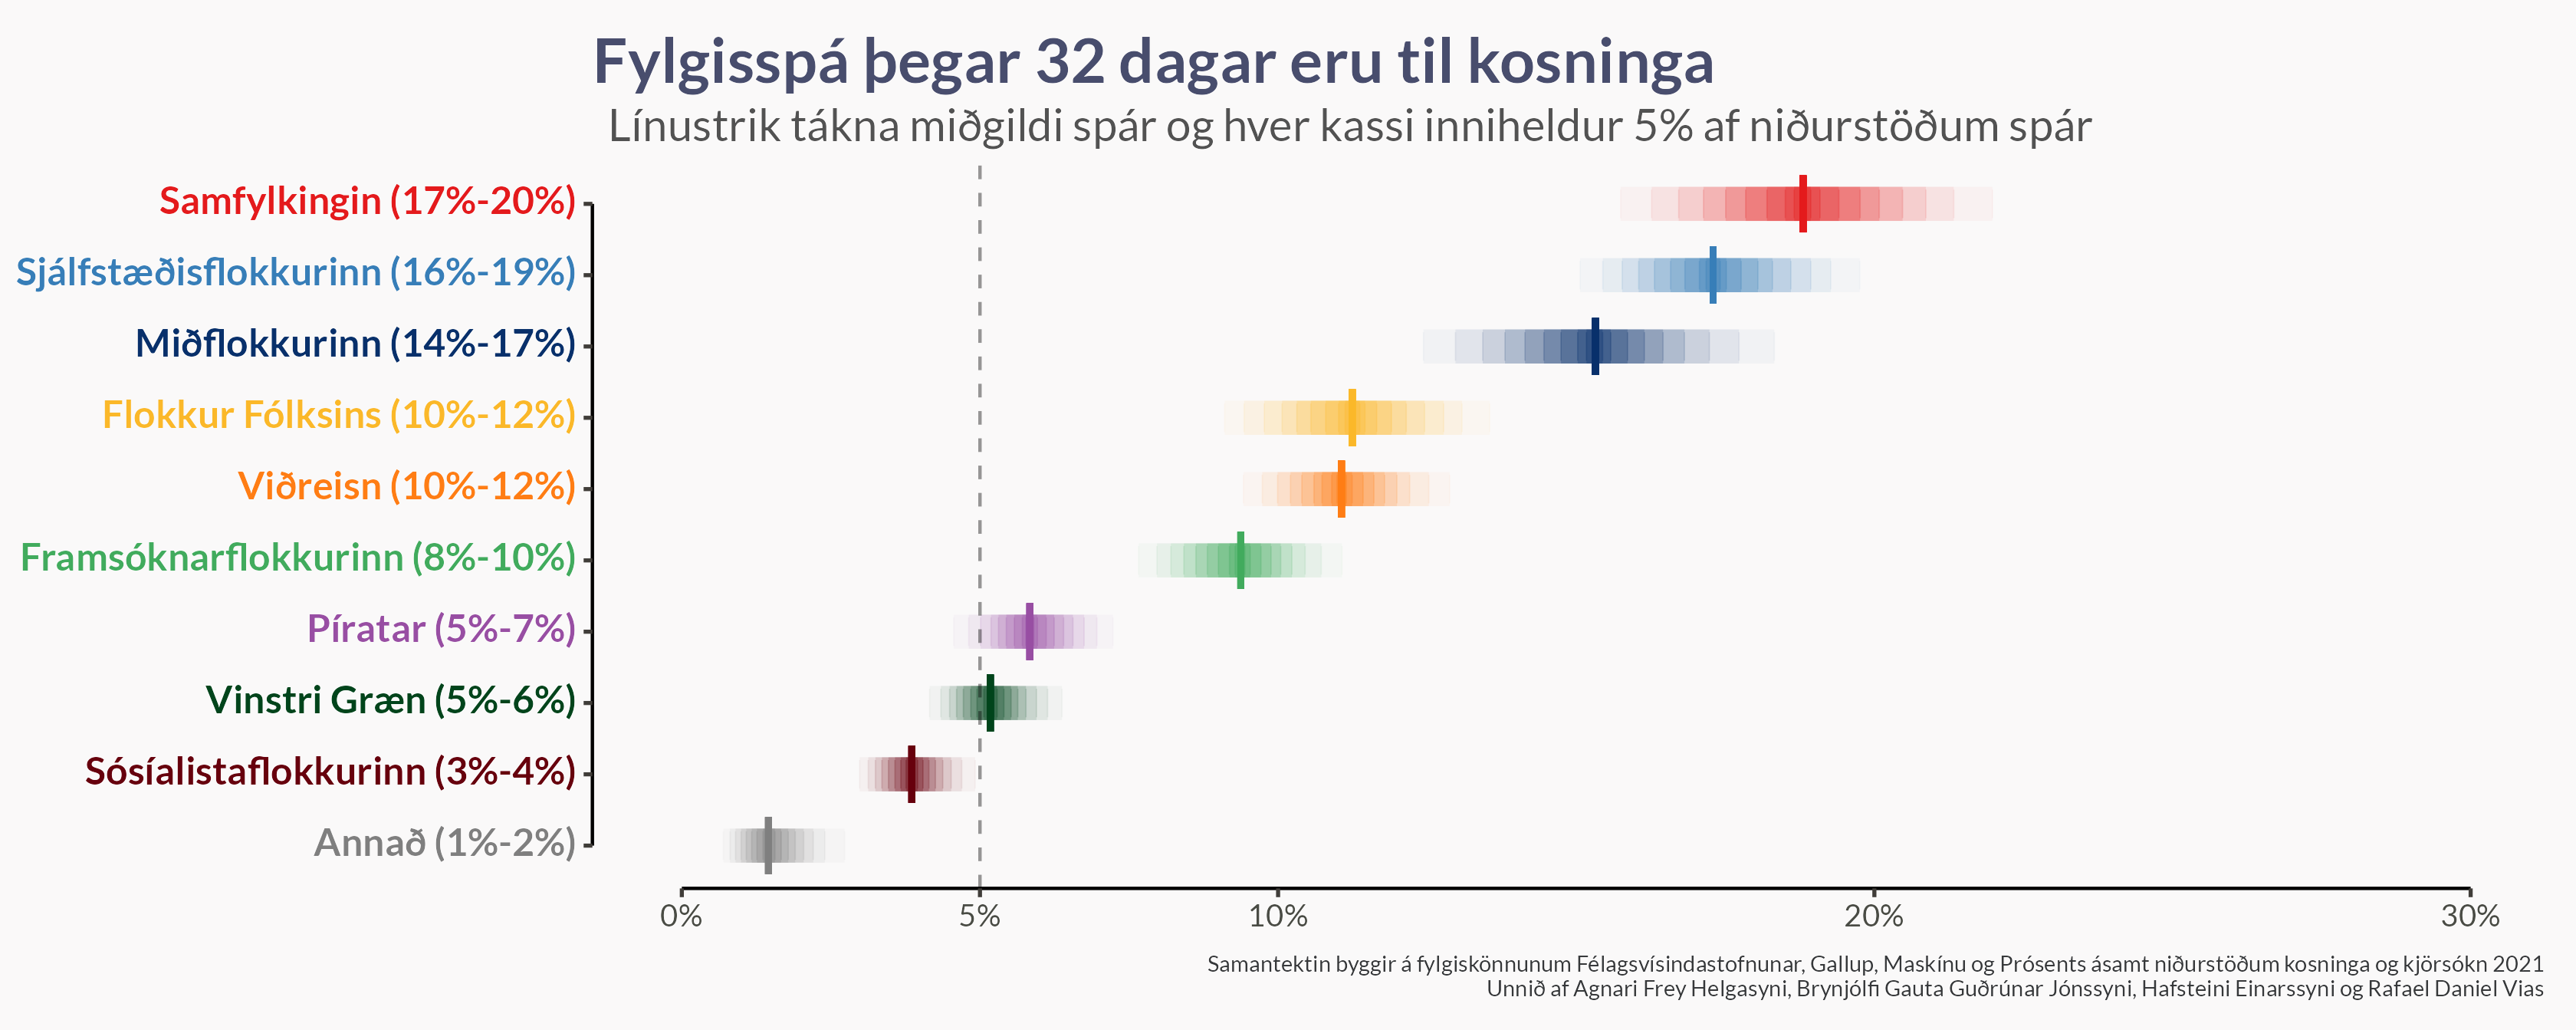 Fylgisspá þegar 32 dagar eru til kosninga
Línustrik tákna miðgildi spár og hver kassi inniheldur 5% af niðurstöðum spár
Samfylkingin (17%-20%)
Sjálfstæðisflokkurinn (16%-19%)
Miðflokkurinn (14%-17%)
Flokkur Fólksins (10%-12%)
Viðreisn (10%-12%)
Framsóknarflokkurinn (8%-10%)
Píratar (5%-7%)
Vinstri Græn (5%-6%)
Sósíalistaflokkurinn (3%-4%)
Annað (1%-2%)
0% 5% 10% 20% 30%
Samantektin byggir á fylgiskönnunum Félagsvísindastofnunar, Gallup, Maskínu og Prósents ásamt niðurstöðum kosninga og kjörsókn 2021
Unnið af Agnari Frey Helgasyni, Brynjólfi Gauta Guðrúnar Jónssyni, Hafsteini Einarssyni og Rafael Daniel Vias